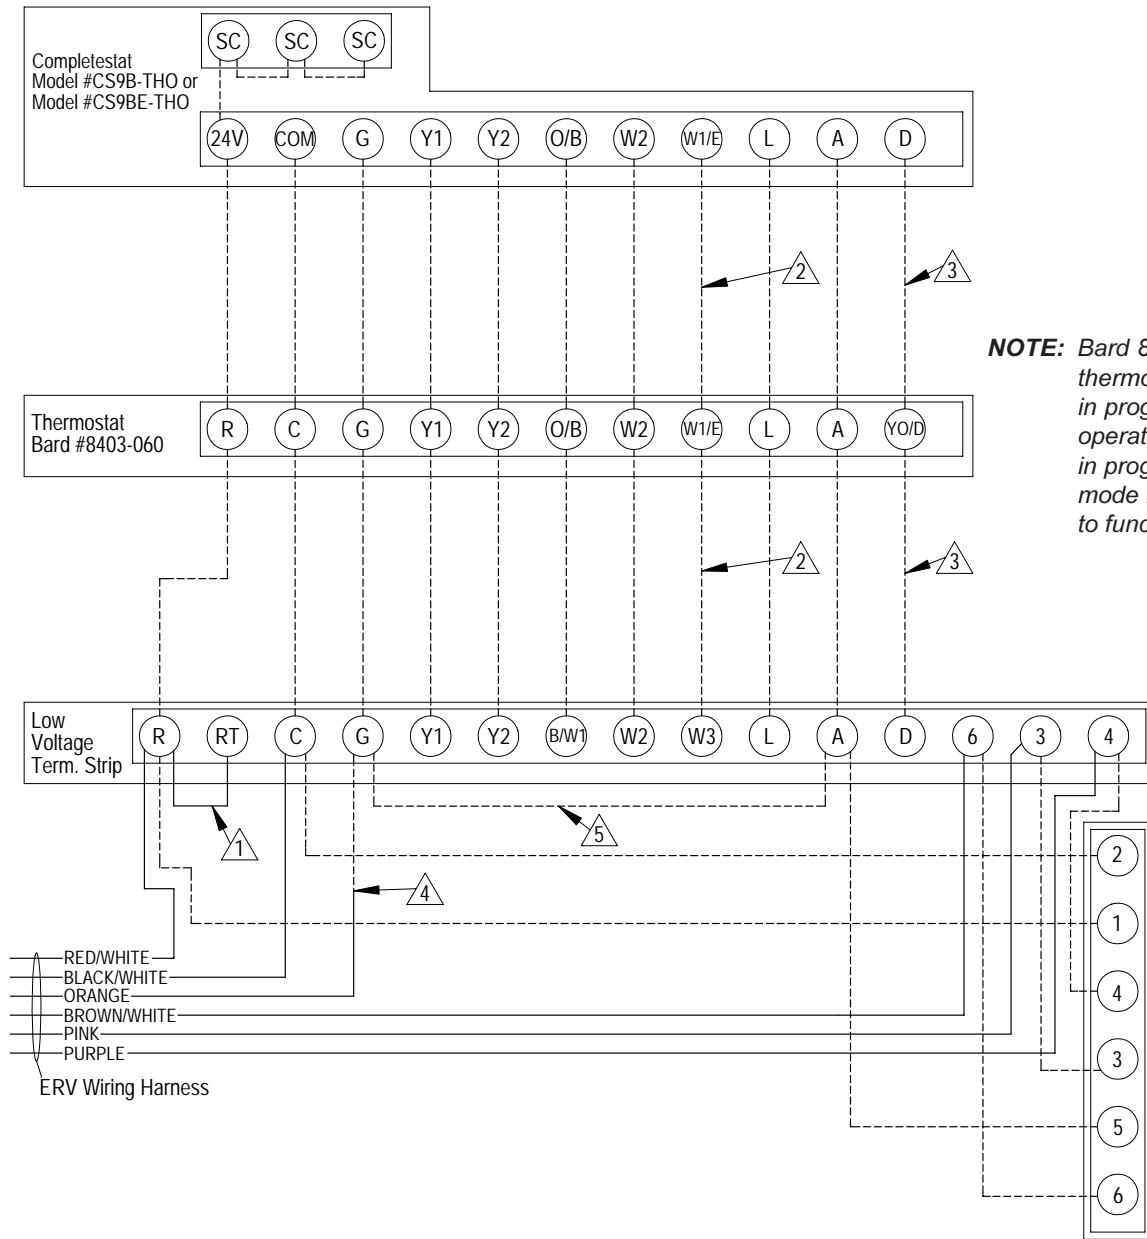 SC SC SC
Completestat
Model #CS9B-THO or
Model #CS9BE-THO
24V COM G Y1 Y2 O/B W2 W1/E L A D
2 3
NOTE: Bard 8
thermo
in prog
operat
in prog
mode
to func
Thermostat
Bard #8403-060
R C G Y1 Y2 O/B W2 W1/E L A YO/D
2 3
Low
Voltage
Term. Strip
R RT C G Y1 Y2 B/W1 W2 W3 L A D 6 3 4
1
5
4
2
1
4
3
5
6
RED/WHITE
BLACK/WHITE
ORANGE
BROWN/WHITE
PINK
PURPLE
ERV Wiring Harness